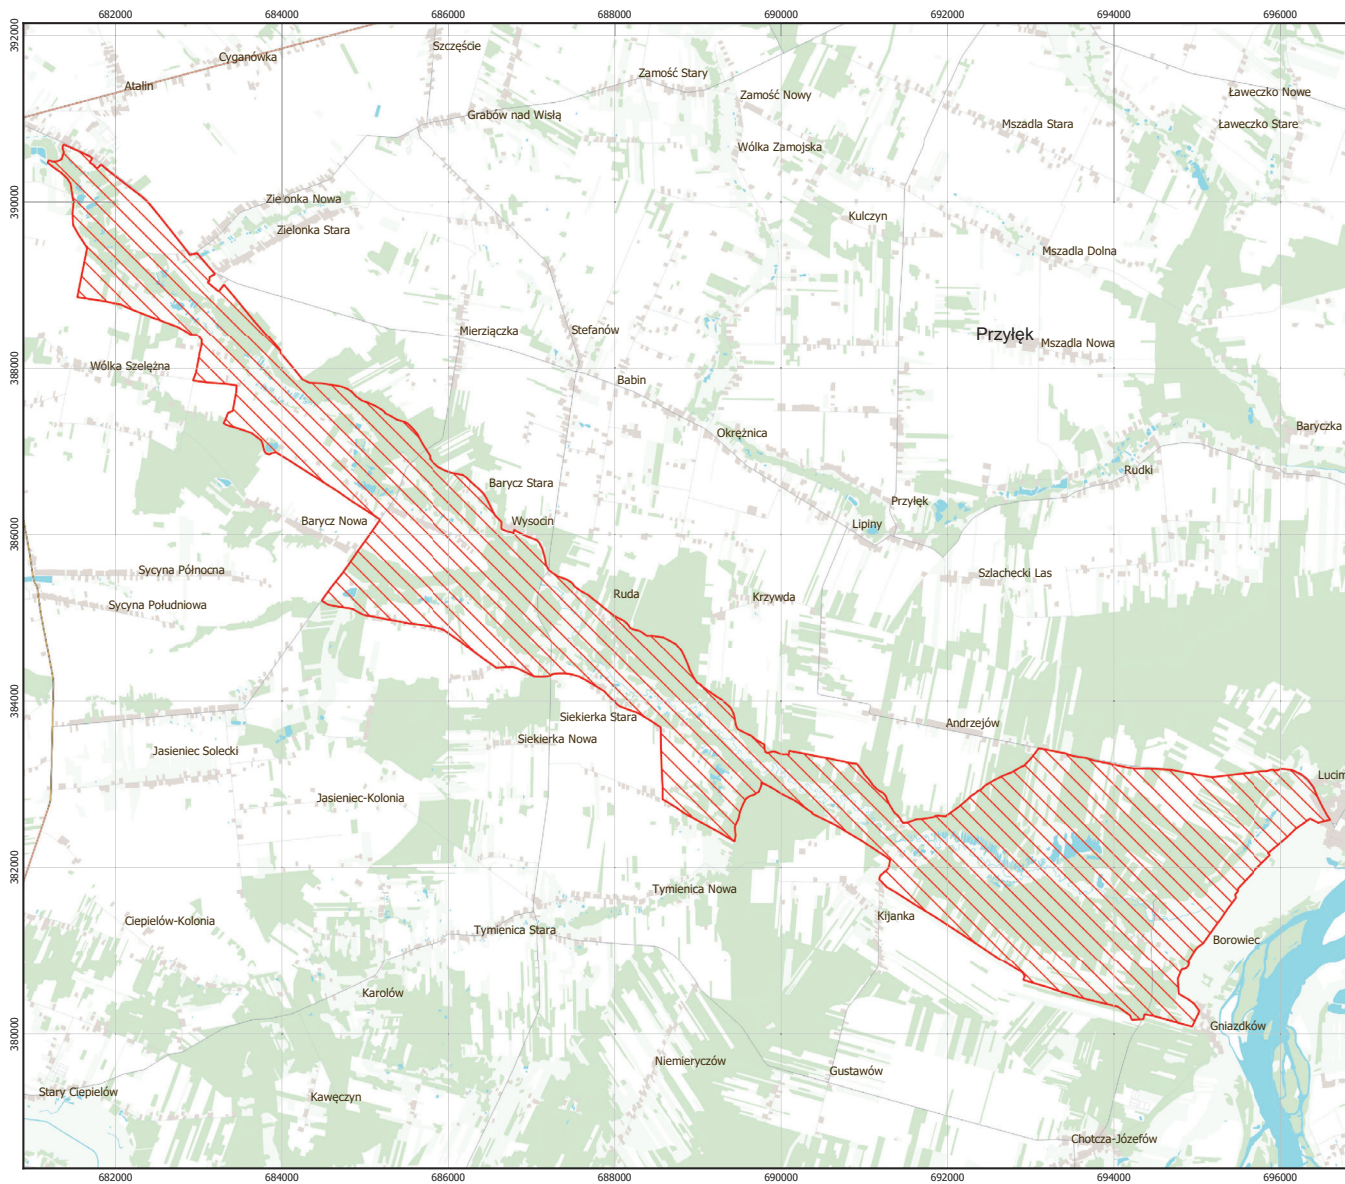 682000 684000 686000 688000 690000 692000 694000 696000
392000
Szczęście
Cyganówka
Zamość Stary
Atalin
Zamość Nowy
Ławeczko Nowe
Grabów nad Wisłą
Mszadla Stara
Ławeczko Stare
Wólka Zamojska
390000
Zielonka Nowa
Kulczyn
Zielonka Stara
Mszadla Dolna
Mierziączka
Stefanów
Przyłęk
Mszadla Nowa
388000
Wólka Szelężna
Babin
Okrężnica
Baryczka
Rudki
Barycz Stara
Przyłęk
Barycz Nowa
Wysocin
Lipiny
386000
Sycyna Północna
Szlachecki Las
Sycyna Południowa
Ruda
Krzywda
384000
Siekierka Stara
Andrzejów
Siekierka Nowa
Jasieniec Solecki
Lucim
Jasieniec-Kolonia
382000
Tymienica Nowa
Ciepielów-Kolonia
Kijanka
Tymienica Stara
Borowiec
Karolów
380000
Gniazdków
Niemieryczów
Gustawów
Stary Ciepielów
Kawęczyn
Chotcza-Józefów
682000 684000 686000 688000 690000 692000 694000 696000